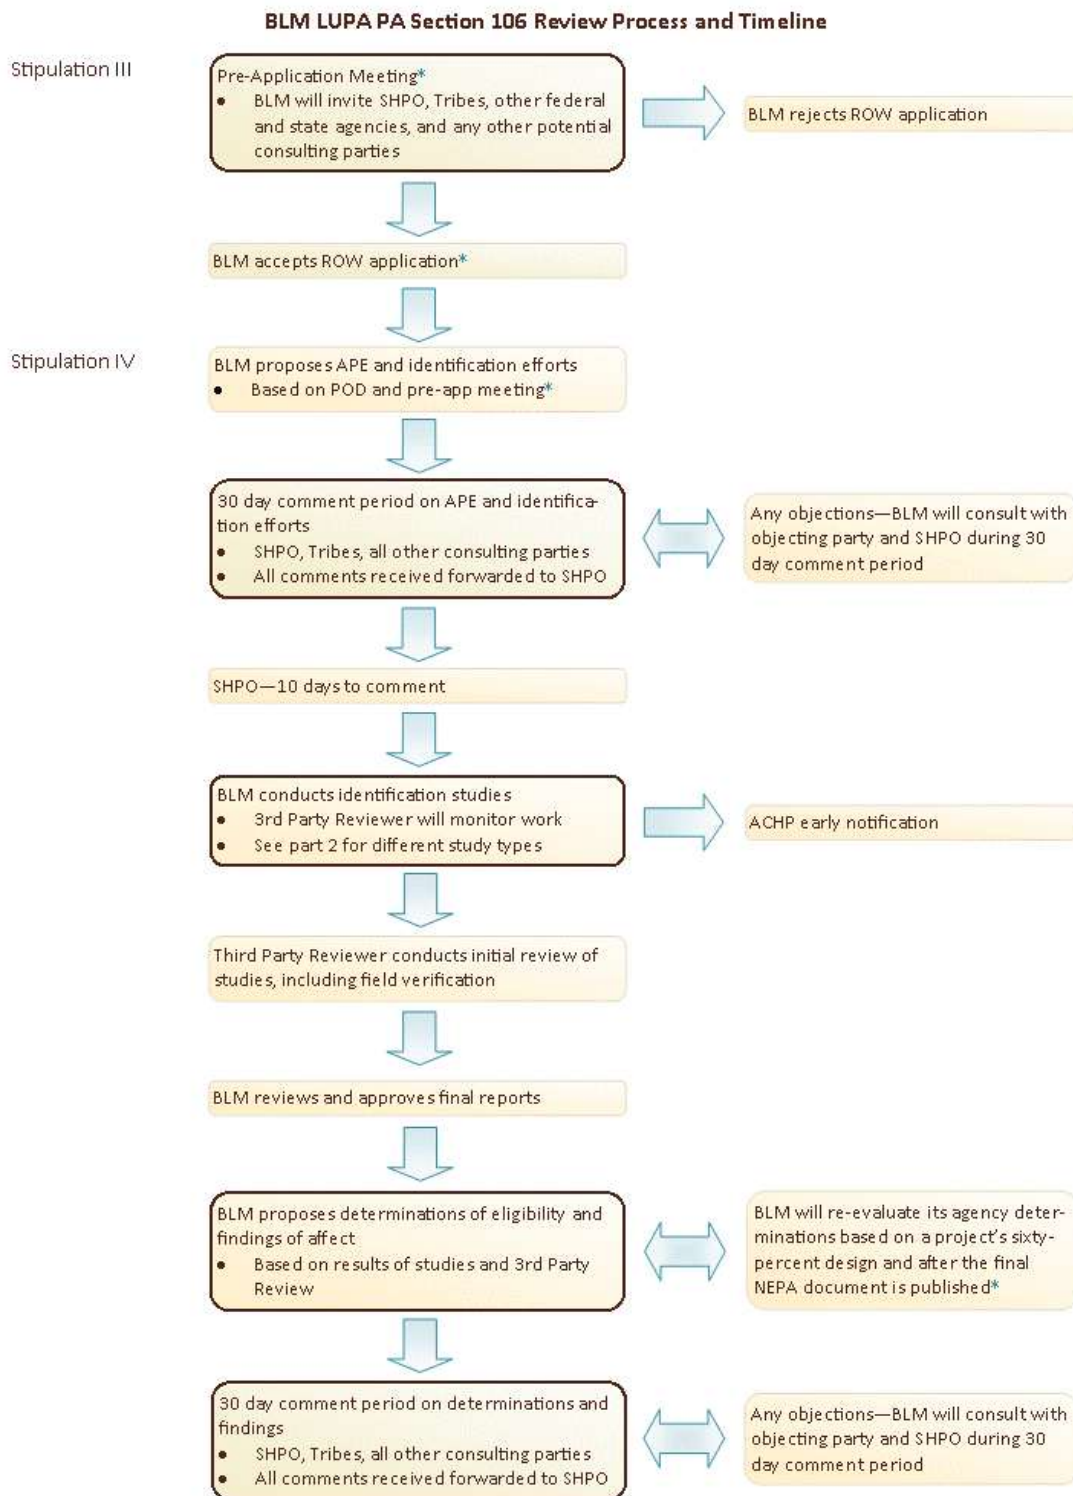 BLM LUPA PA Section 106 Review Process and Timeline
Stipulation III
Pre-Application Meeting*
• BLM will invite SHPO, Tribes, other federal
and state agencies, and any other potential
consulting parties
BLM rejects ROW application
BLM accepts ROW application*
Stipulation IV
BLM proposes APE and identification efforts
• Based on POD and pre-app meeting*
30 day comment period on APE and identifica-
tion efforts
• SHPO, Tribes, all other consulting parties
• All comments received forwarded to SHPO
Any objections—BLM will consult with
objecting party and SHPO during 30
day comment period
SHPO—10 days to comment
BLM conducts identification studies
• 3rd Party Reviewer will monitor work
• See part 2 for different study types
ACHP early notification
Third Party Reviewer conducts initial review of
studies, including field verification
BLM reviews and approves final reports
BLM proposes determinations of eligibility and
findings of affect
• Based on results of studies and 3rd Party
Review
BLM will re-evaluate its agency deter-
minations based on a project's sixty-
percent design and after the final
NEPA document is published*
30 day comment period on determinations and
findings
• SHPO, Tribes, all other consulting parties
• All comments received forwarded to SHPO
Any objections—BLM will consult with
objecting party and SHPO during 30
day comment period